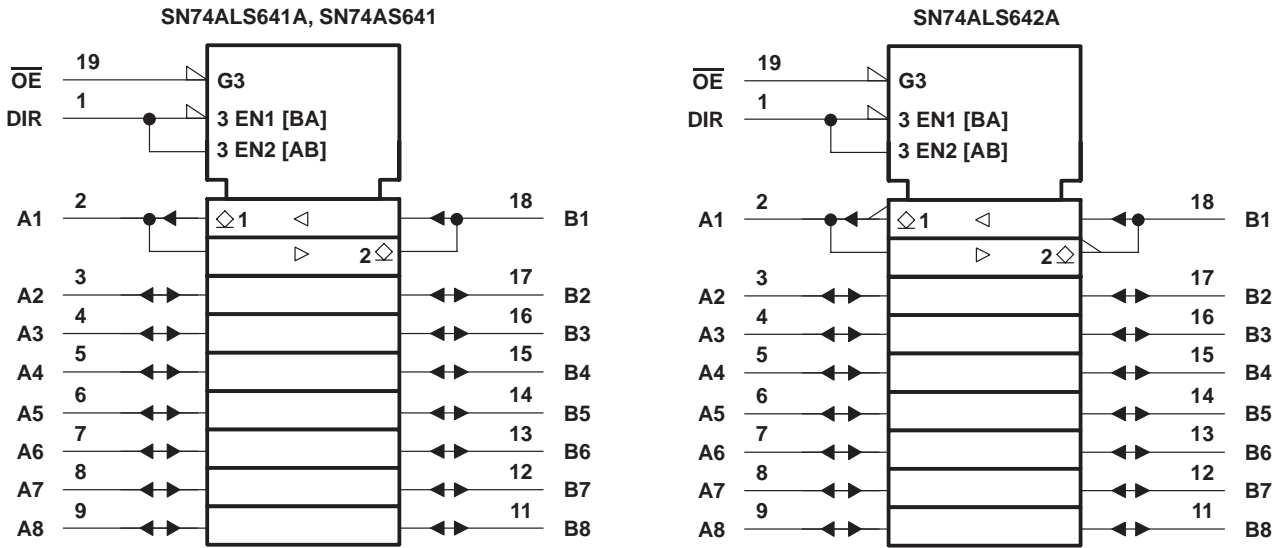 SN74ALS641A, SN74AS641
OE 19 G3
DIR 1 3 EN1 [BA]
3 EN2 [AB]
A1 2 1 18 B1
2
A2 3 17 B2
A3 4 16 B3
A4 5 15 B4
A5 6 14 B5
A6 7 13 B6
A7 8 12 B7
A8 9 11 B8
SN74ALS642A
OE 19 G3
DIR 1 3 EN1 [BA]
3 EN2 [AB]
A1 2 1 18 B1
2
A2 3 17 B2
A3 4 16 B3
A4 5 15 B4
A5 6 14 B5
A6 7 13 B6
A7 8 12 B7
A8 9 11 B8